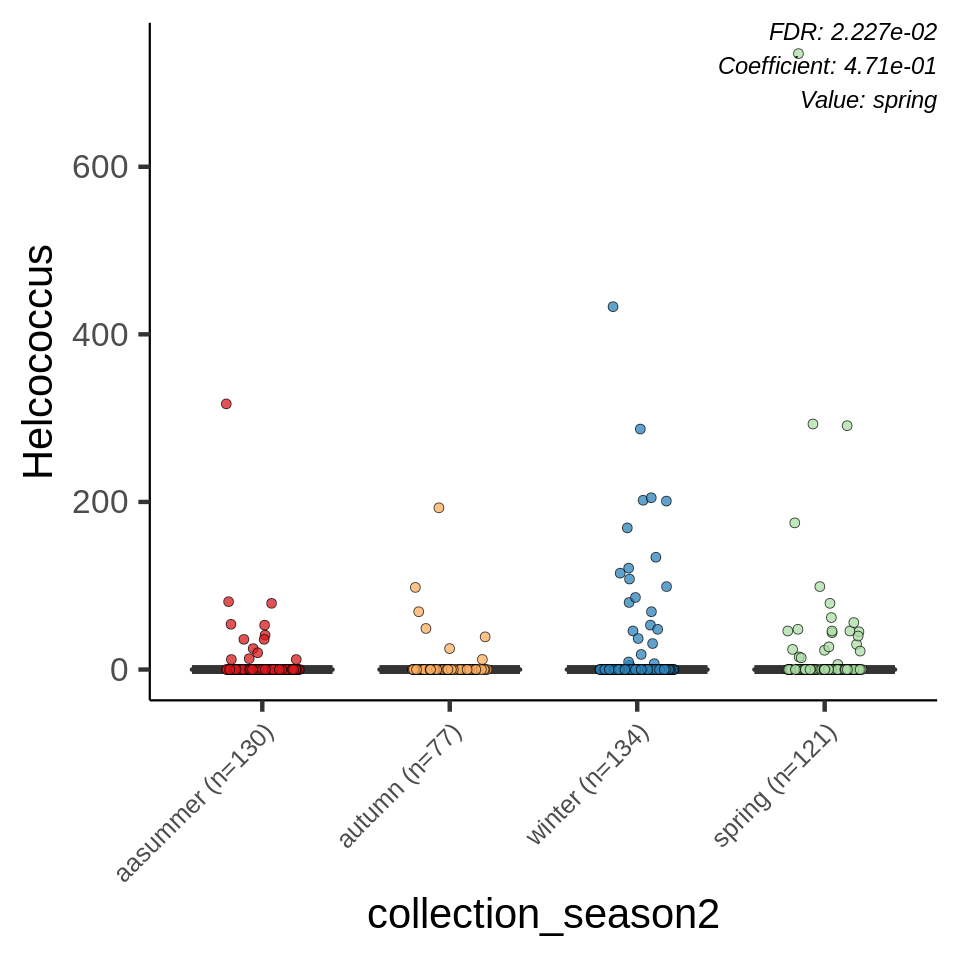 FDR: 2.227e-02
Coefficient: 4.71e-01
Value: spring
Helcococcus
600
400
200
0
aasummer (n=130)
autumn (n=77)
winter (n=134)
spring (n=121)
collection_season2